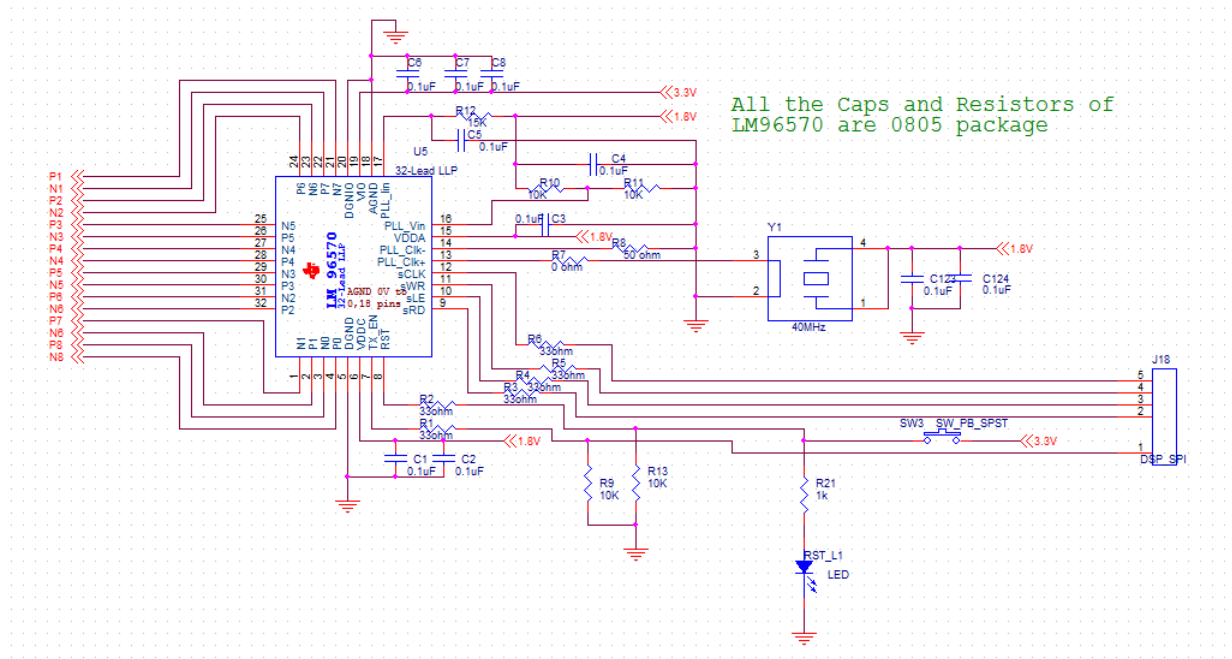 C6
C7
C8
0.1uF
0.1uF
0.1uF
3.3V
All the Caps and Resistors of
LM96570 are 0805 package
R12
15K
1.8V
C5
0.1uF
U5
32-Lead LLP
C4
0.1uF
24
23
22
21
20
19
18
17
P6
N6
P7
N7
DGNIO
VIO
AGND
PLL_Iin
P1
N1
P2
N2
P3
N3
P4
N4
P5
N5
P6
N6
P7
N6
P8
N8
25
26
27
28
29
30
31
32
N5
P5
N4
P4
N3
P3
N2
P2
LM 96570
32-Lead LLP
AGND 0V to
0,18 pins
PLL_Vin
VDDA
PLL_Clk-
PLL_Clk+
sCLK
sWR
sLE
sRD
16
15
14
13
12
11
10
9
R10
10K
R11
10K
0.1uF
C3
1.8V
R8
50 ohm
R7
0 ohm
Y1
3
2
4
1
40MHz
1.8V
C123
0.1uF
C124
0.1uF
N1
P1
N0
P0
DGND
VDDC
TX_EN
RST
1
2
3
4
5
6
7
8
R6
33ohm
R5
33ohm
R4
33ohm
R3
33ohm
R2
33ohm
R1
33ohm
1.8V
C1
0.1uF
C2
0.1uF
R9
10K
R13
10K
J18
5
4
3
2
1
DSP_SPI
SW3
SW_PB_SPST
3.3V
R21
1k
RST_L1
LED